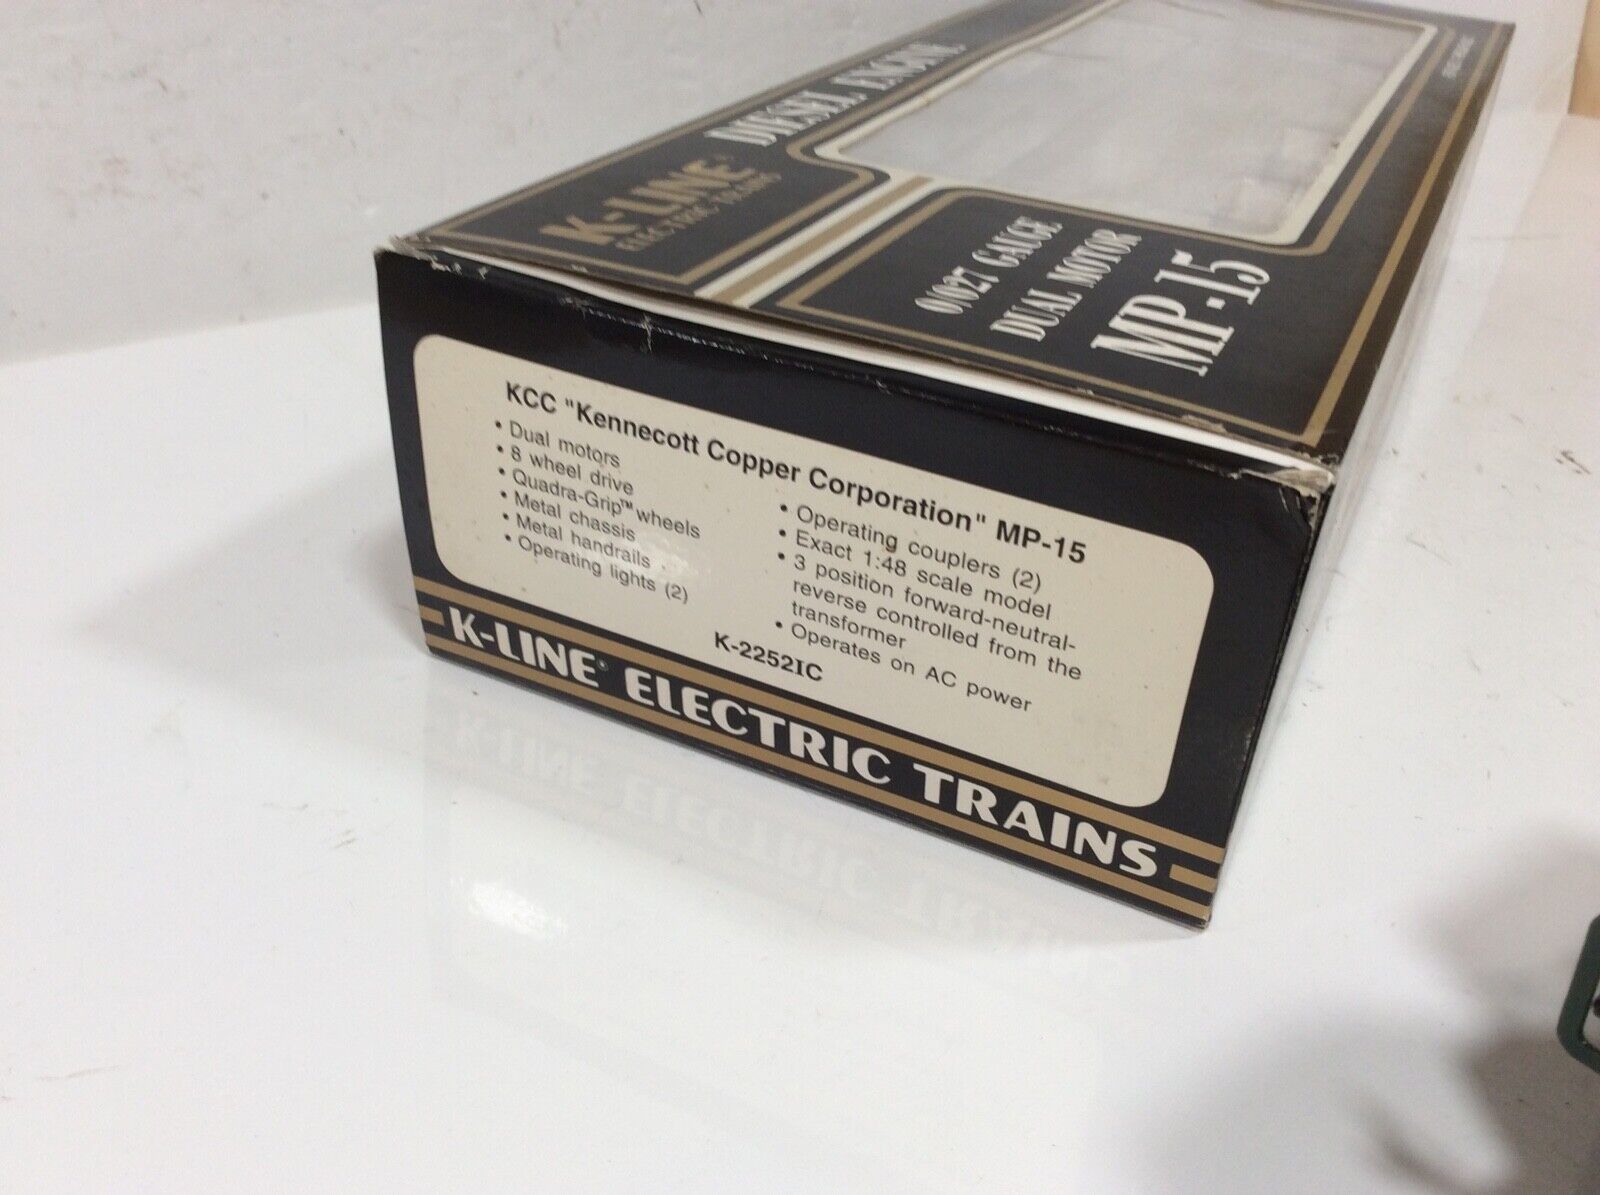 K-LINE®
ELECTRIC TRAINS
DIESEL ENGINE
O/O27 GAUGE
DUAL MOTOR
MP-15
KCC "Kennecott Copper Corporation" MP-15
• Dual motors
• 8 wheel drive
• Quadra-Grip™ wheels
• Metal chassis
• Metal handrails
• Operating lights (2)
• Operating couplers (2)
• Exact 1:48 scale model
• 3 position forward-neutral-
reverse controlled from the
transformer
• Operates on AC power
K-2252IC
K-LINE® ELECTRIC TRAINS